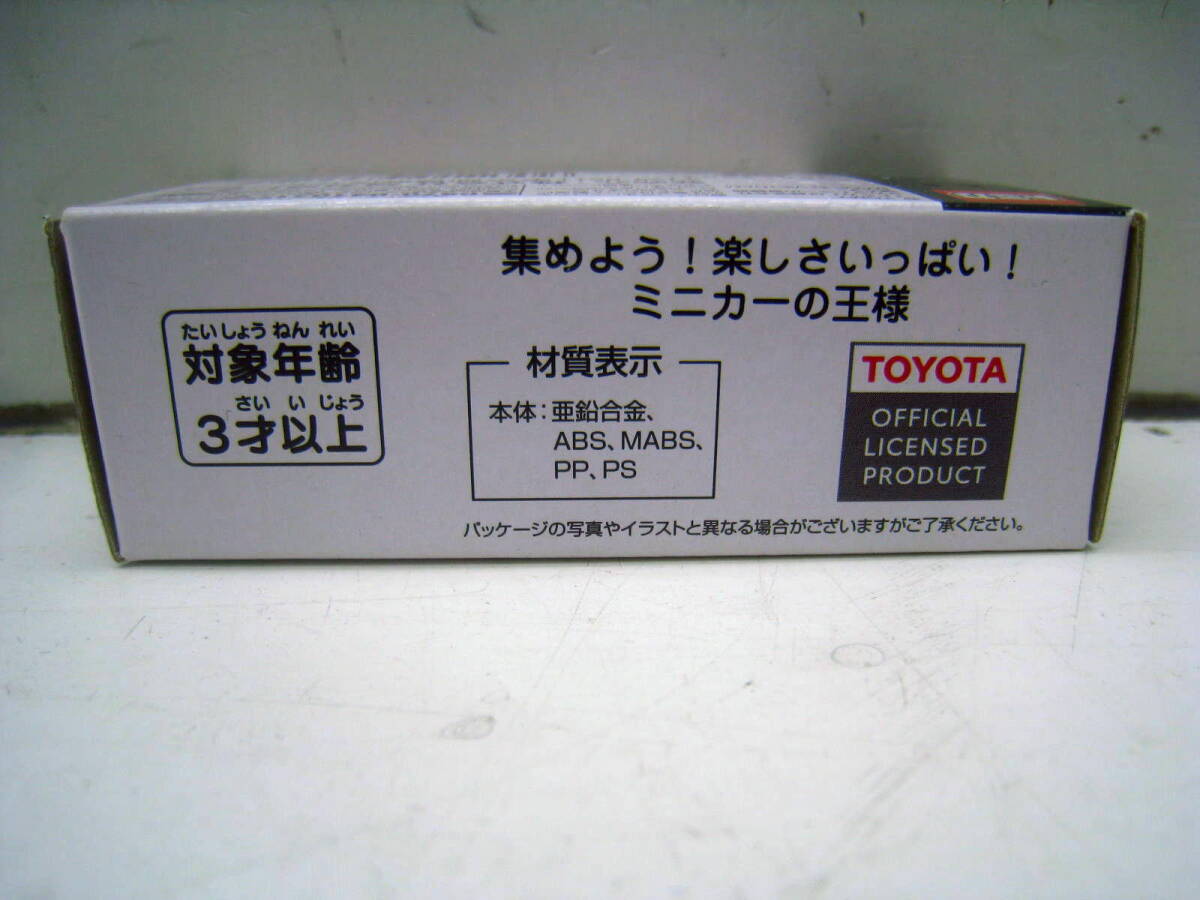 集めよう！楽しさいっぱい！
ミニカーの王様
たいしょう ねん れい
対象年齢
さい い じょう
3才以上
材質表示
本体：亜鉛合金、
ABS、MABS、
PP、PS
TOYOTA
OFFICIAL
LICENSED
PRODUCT
パッケージの写真やイラストと異なる場合がございますがご了承ください。